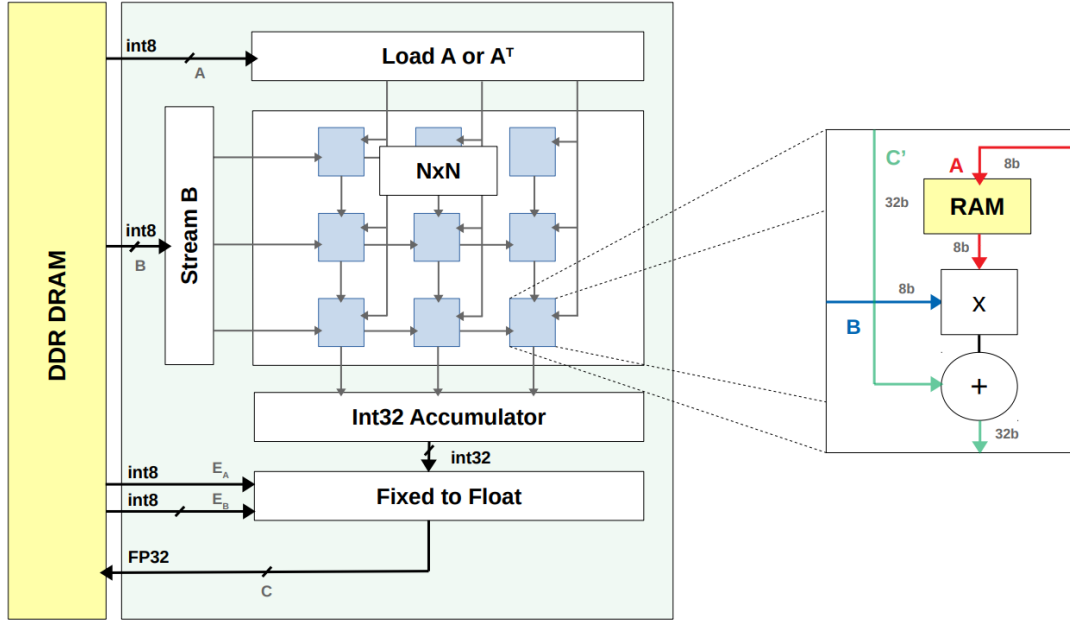 int8
A
Load A or Aᵀ
DDR DRAM
int8
B
Stream B
NxN
C'
32b
A
8b
RAM
8b
8b
B
X
+
32b
Int32 Accumulator
int32
int8
E_A
int8
E_B
Fixed to Float
FP32
C